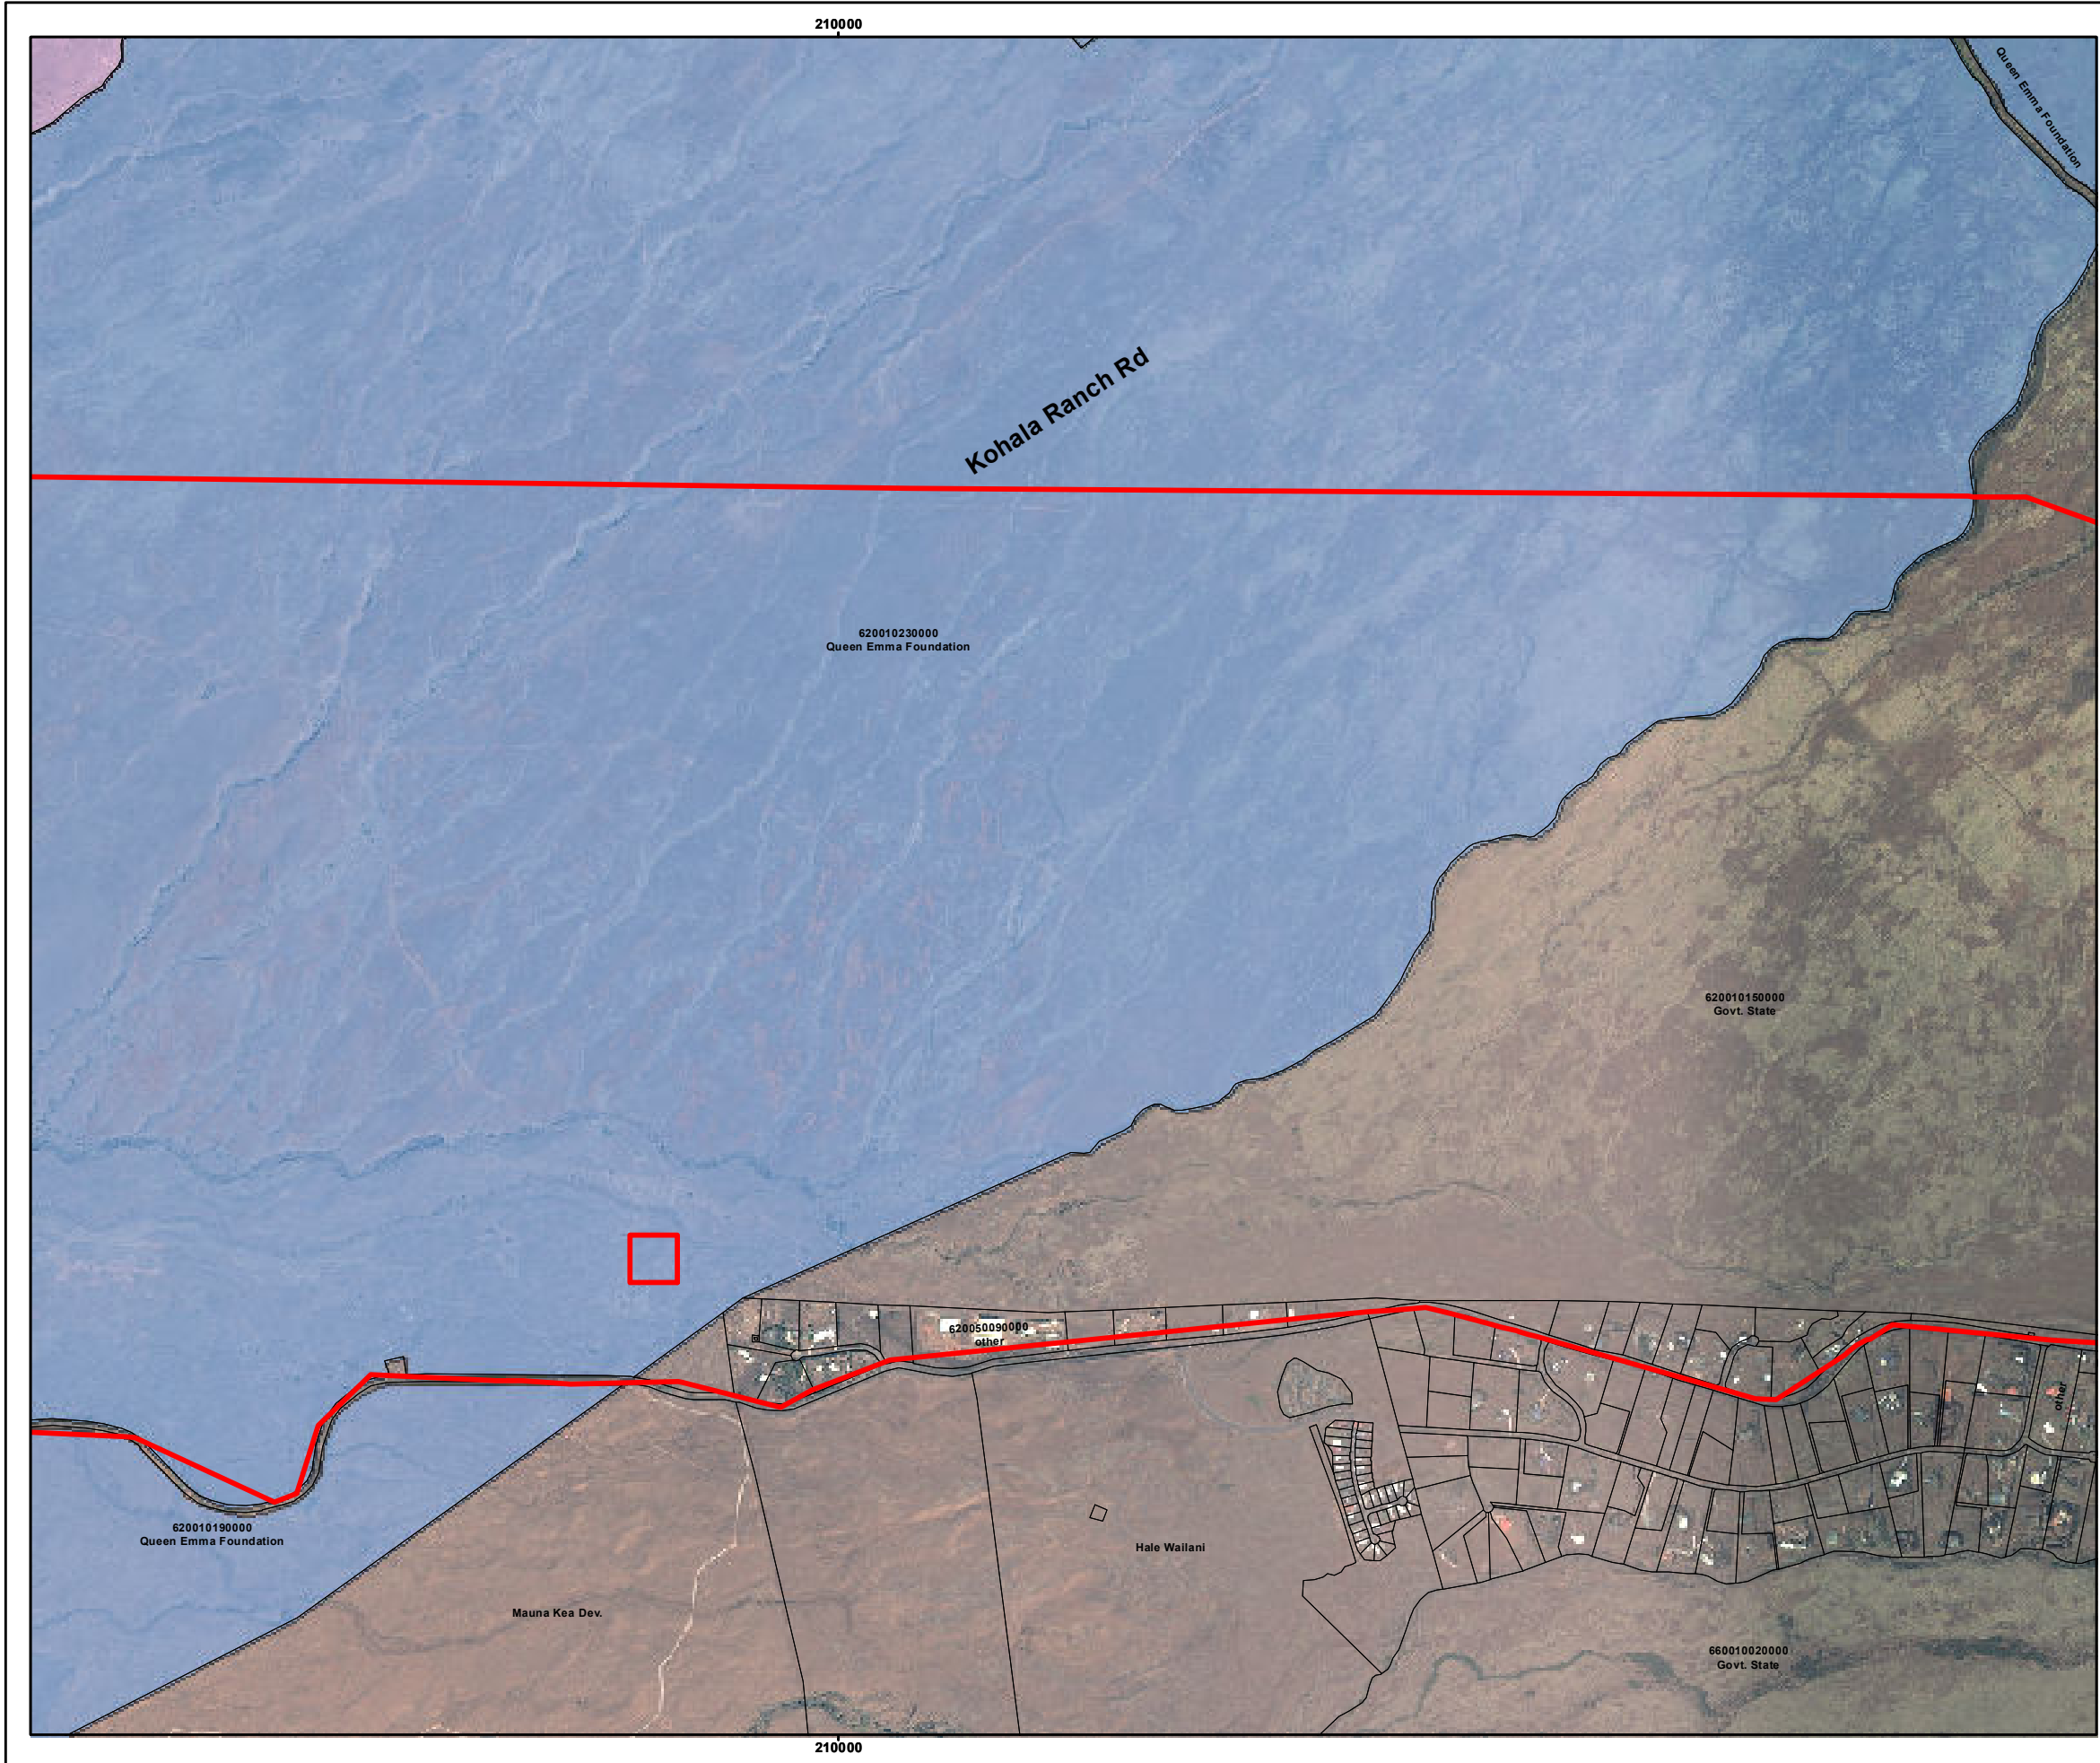 210000
Queen Emma Foundation
Kohala Ranch Rd
620010230000
Queen Emma Foundation
620010150000
Govt. State
620050090000
other
other
620010190000
Queen Emma Foundation
Hale Wailani
Mauna Kea Dev.
660010020000
Govt. State
210000